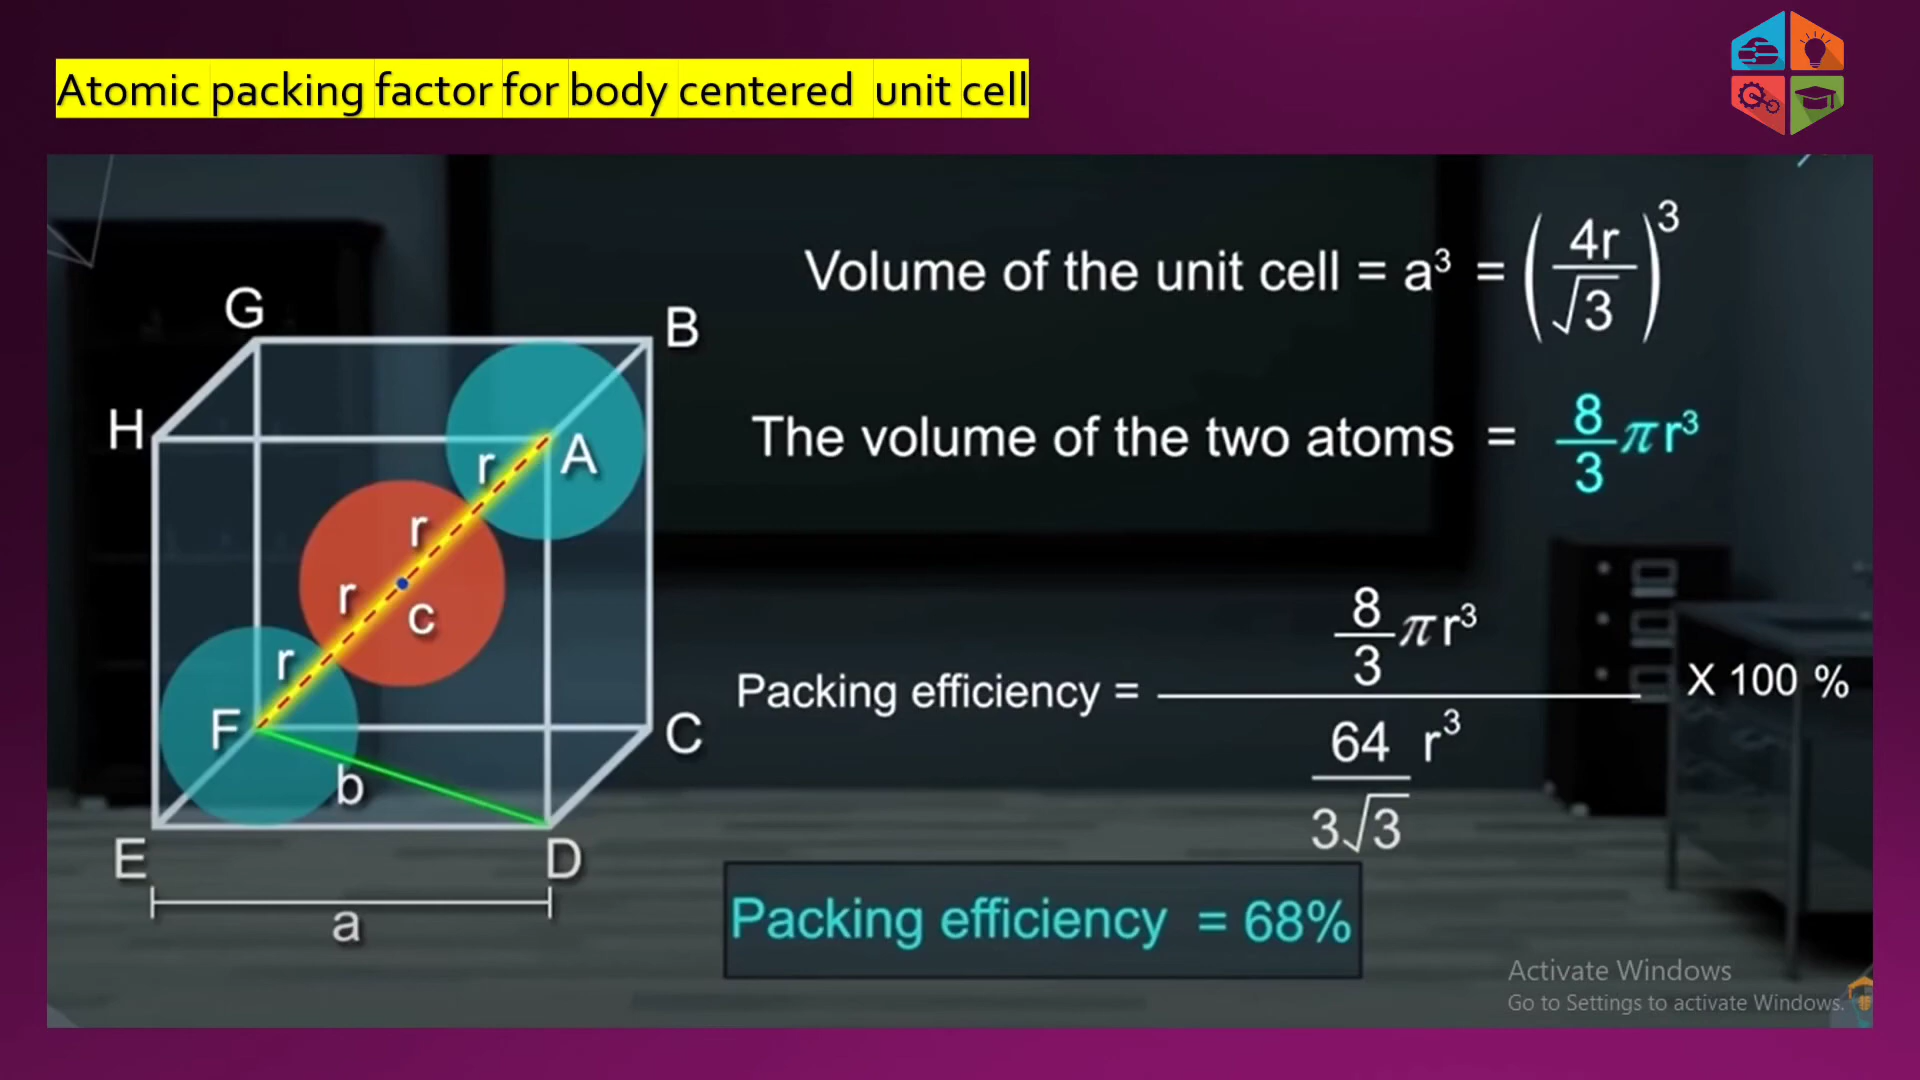 Atomic packing factor for body centered unit cell
Volume of the unit cell = a³ = (4r/√3)³
The volume of the two atoms = 8/3 π r³
Packing efficiency = (8/3 π r³) / (64 r³ / 3√3) X 100 %
Packing efficiency = 68%
G
B
H
A
r
r
r
c
r
F
C
b
E
D
a
Activate Windows
Go to Settings to activate Windows.